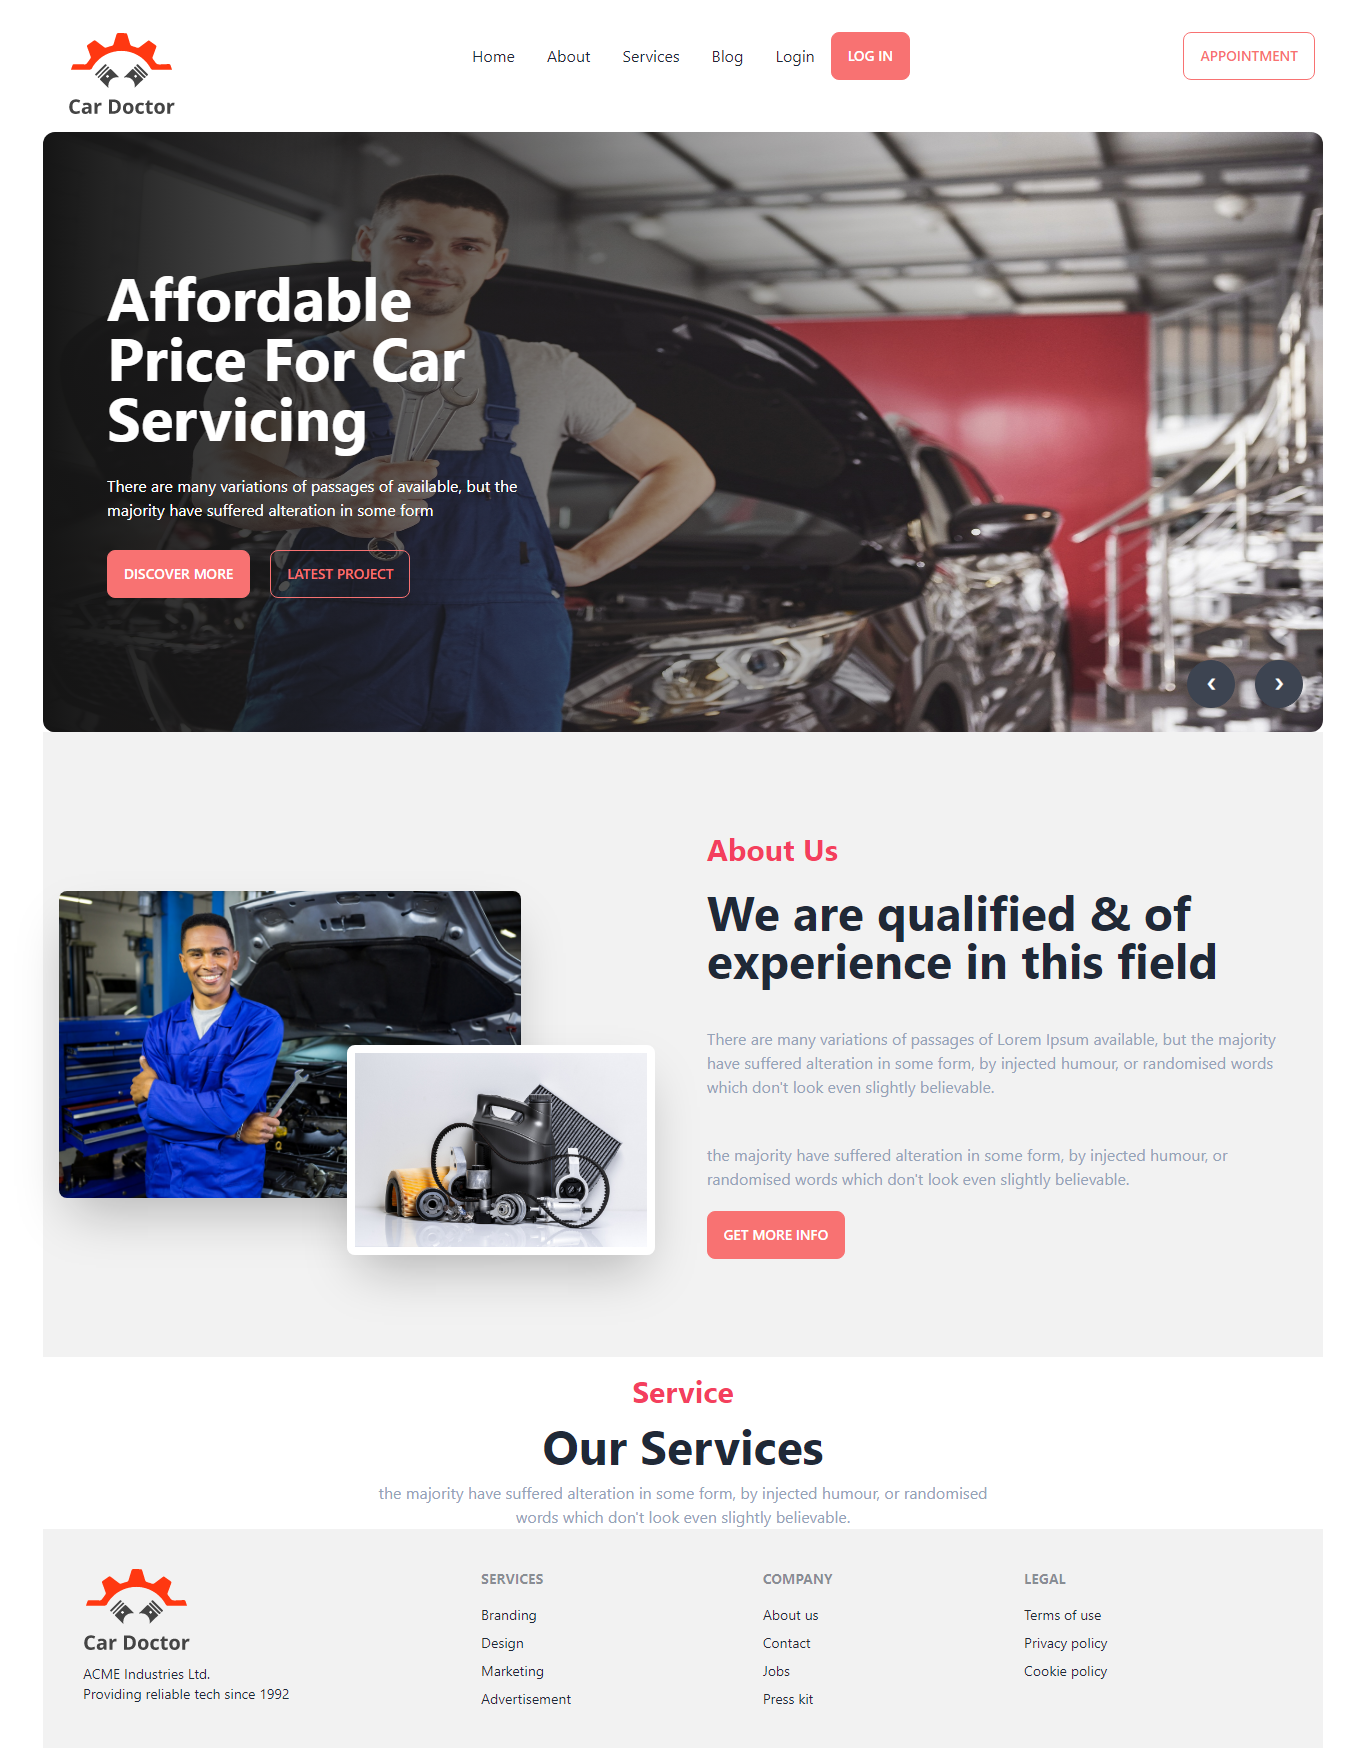 Car Doctor
Home
About
Services
Blog
Login
LOG IN
APPOINTMENT
Affordable
Price For Car
Servicing
There are many variations of passages of available, but the
majority have suffered alteration in some form
DISCOVER MORE
LATEST PROJECT
❮
❯
About Us
We are qualified & of
experience in this field
There are many variations of passages of Lorem Ipsum available, but the majority
have suffered alteration in some form, by injected humour, or randomised words
which don't look even slightly believable.
the majority have suffered alteration in some form, by injected humour, or
randomised words which don't look even slightly believable.
GET MORE INFO
Service
Our Services
the majority have suffered alteration in some form, by injected humour, or randomised
words which don't look even slightly believable.
Car Doctor
ACME Industries Ltd.
Providing reliable tech since 1992
SERVICES
Branding
Design
Marketing
Advertisement
COMPANY
About us
Contact
Jobs
Press kit
LEGAL
Terms of use
Privacy policy
Cookie policy